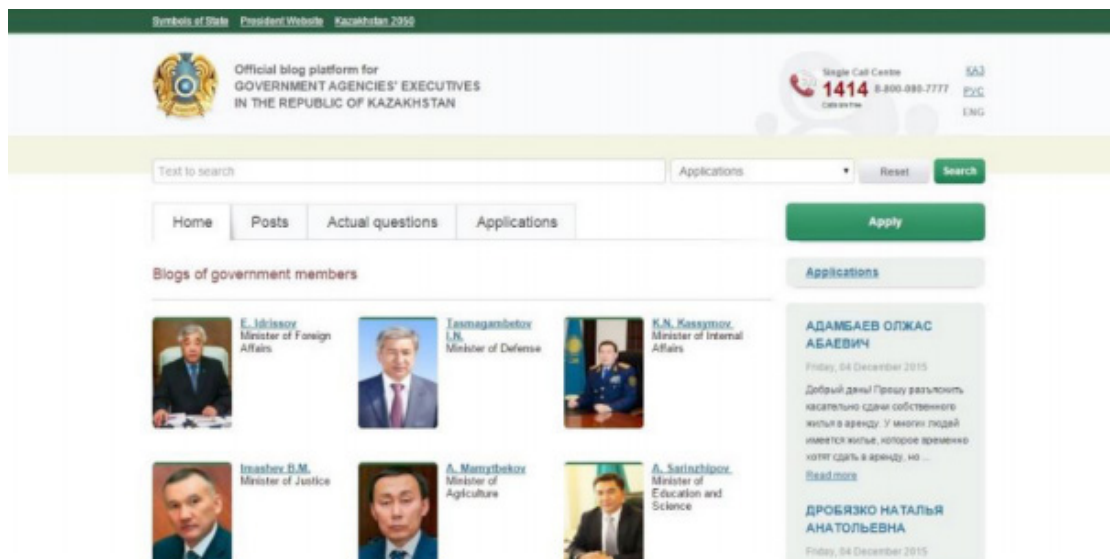 Symbols of State President Website Kazakhstan 2050
Official blog platform for
GOVERNMENT AGENCIES' EXECUTIVES
IN THE REPUBLIC OF KAZAKHSTAN
Single Call Centre
1414 8-800-080-7777
Calls are free
ҚАЗ
РУС
ENG
Text to search
Applications
Reset
Search
Home
Posts
Actual questions
Applications
Apply
Blogs of government members
Applications
E. Idrissov
Minister of Foreign
Affairs
Tasmagambetov
I.N.
Minister of Defense
K.N. Kassymov
Minister of Internal
Affairs
Imashev B.M.
Minister of Justice
A. Mamytbekov
Minister of
Agriculture
A. Sarinzhipov
Minister of
Education and
Science
АДАМБАЕВ ОЛЖАС
АБАЕВИЧ
Friday, 04 December 2015
Добрый день! Прошу разъяснить
касательно сдачи собственного
жилья в аренду. У многих людей
имеется жилье, которое временно
хотят сдать в аренду, но ...
Read more
ДРОБЯЗКО НАТАЛЬЯ
АНАТОЛЬЕВНА
Friday, 04 December 2015